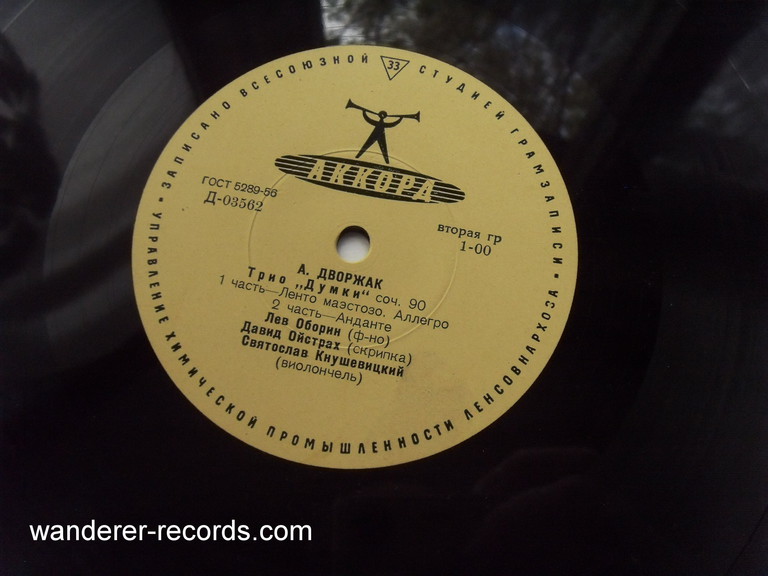 • ЗАПИСАНО ВСЕСОЮЗНОЙ 33 СТУДИЕЙ ГРАМЗАПИСИ •
АККОРД
ГОСТ 5289-56
Д-03562
вторая гр
1-00
А. ДВОРЖАК
Трио „Думки“ соч. 90
1 часть—Ленто маэстозо. Аллегро
2 часть—Анданте
Лев Оборин (ф-но)
Давид Ойстрах (скрипка)
Святослав Кнушевицкий
(виолончель)
УПРАВЛЕНИЕ ХИМИЧЕСКОЙ ПРОМЫШЛЕННОСТИ ЛЕНСОВНАРХОЗА
wanderer-records.com